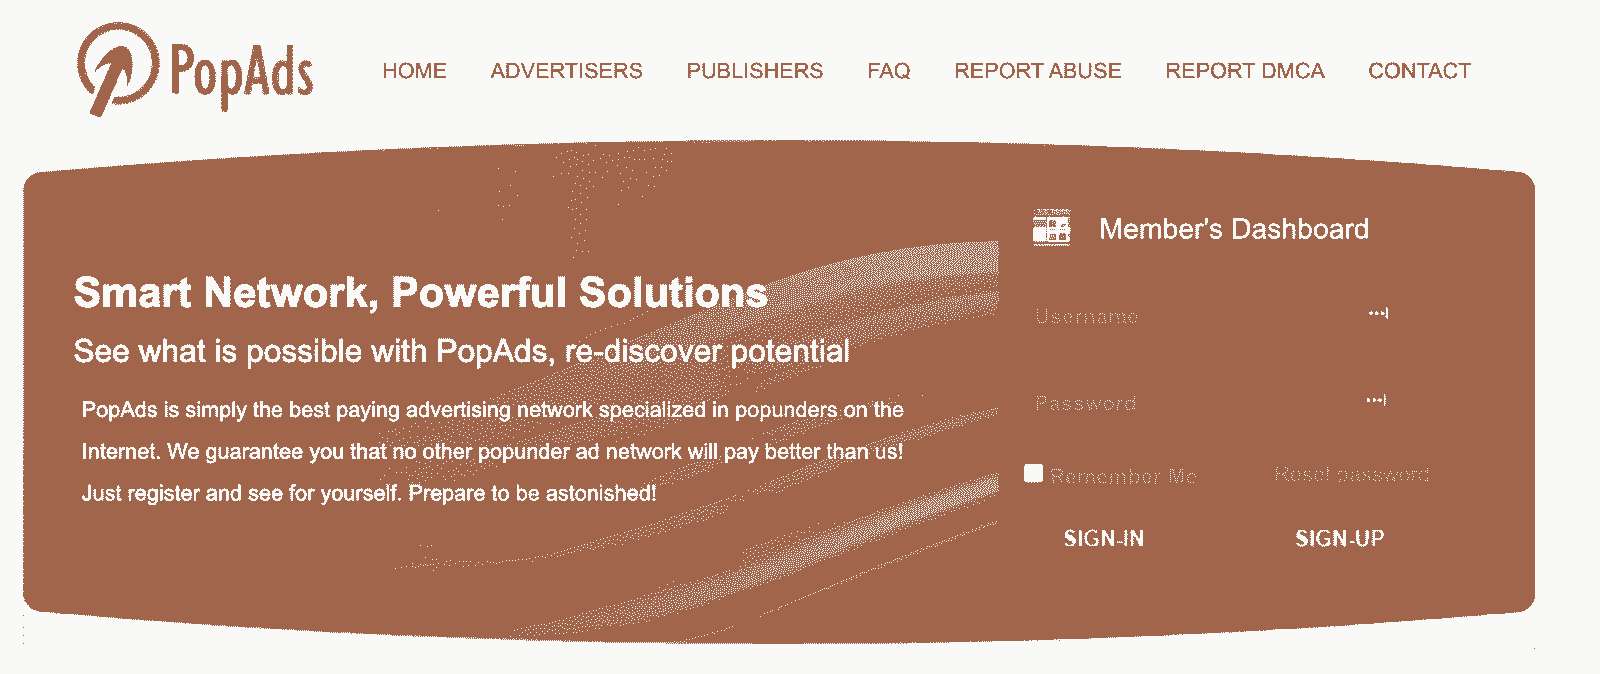 PopAds
HOME ADVERTISERS PUBLISHERS FAQ REPORT ABUSE REPORT DMCA CONTACT
Smart Network, Powerful Solutions
See what is possible with PopAds, re-discover potential
PopAds is simply the best paying advertising network specialized in popunders on the
Internet. We guarantee you that no other popunder ad network will pay better than us!
Just register and see for yourself. Prepare to be astonished!
Member's Dashboard
Username
Password
Remember Me Reset password
SIGN-IN SIGN-UP